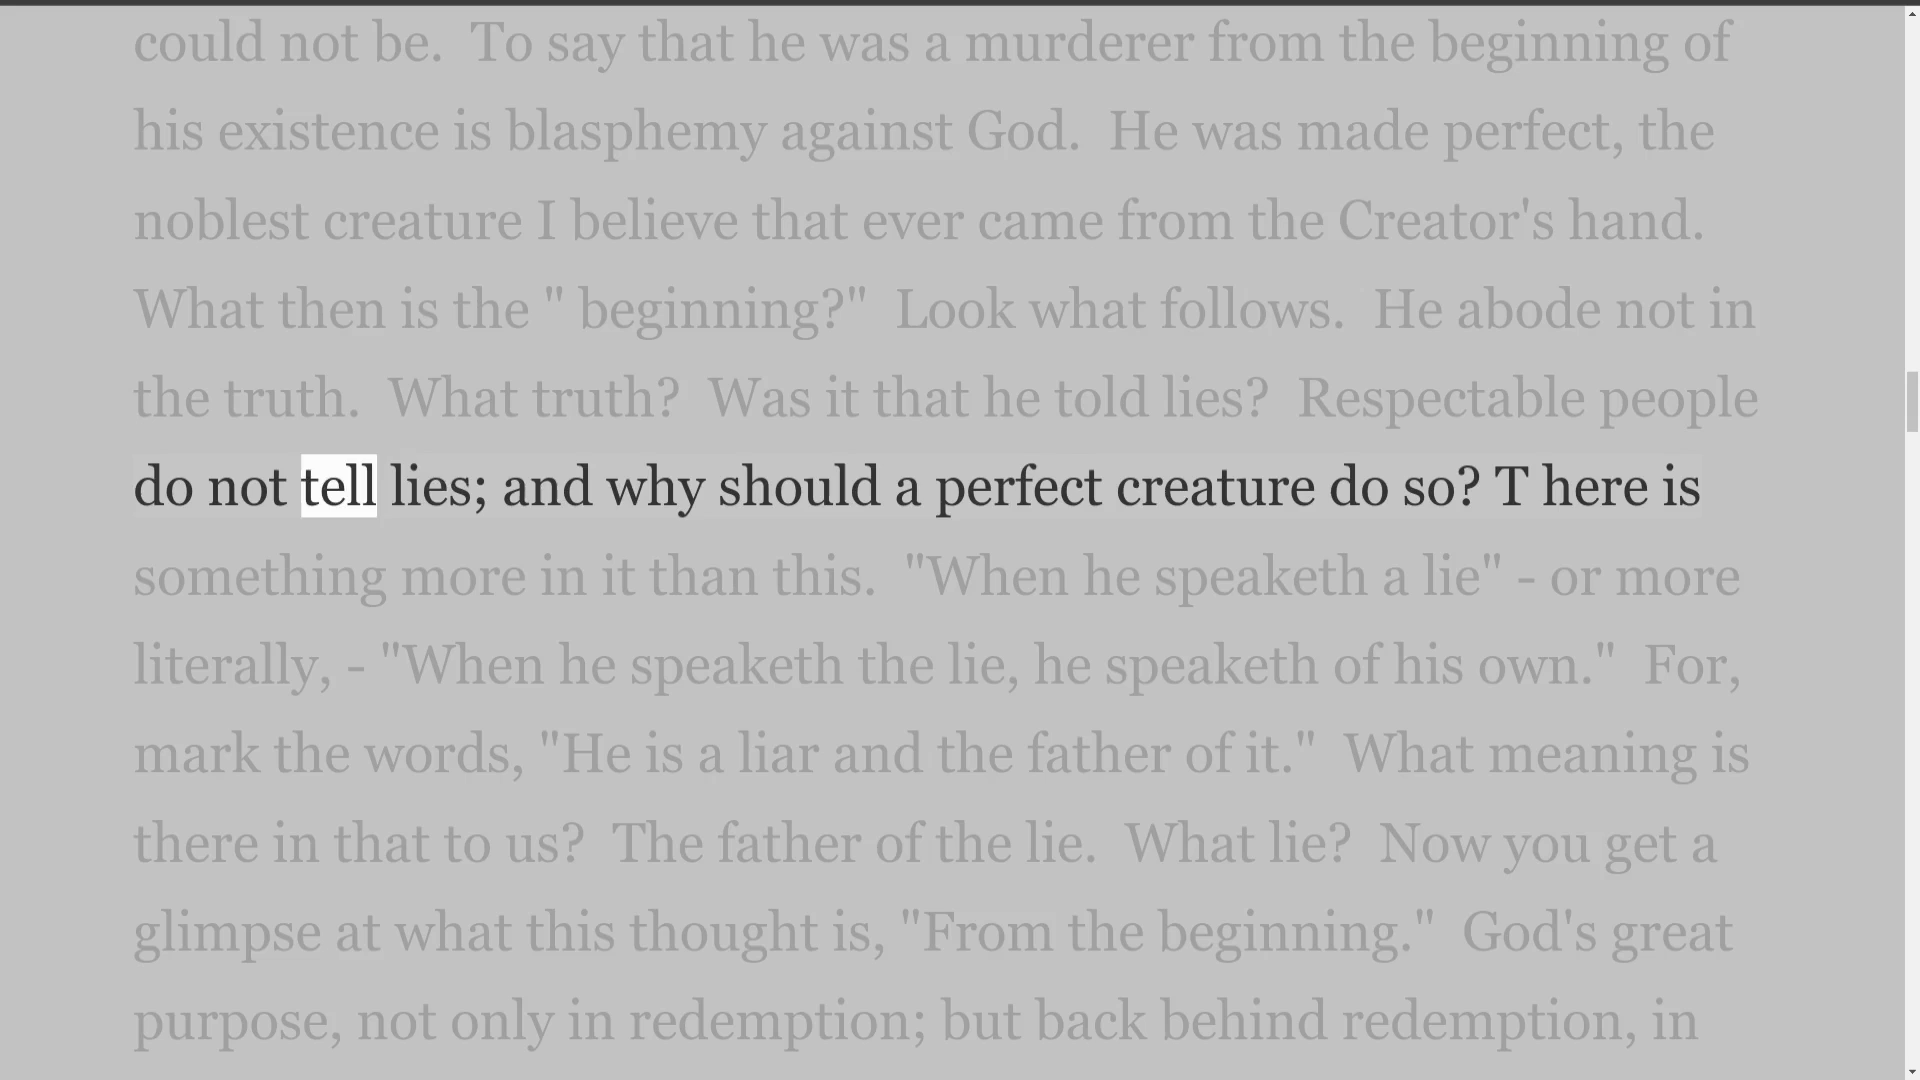 could not be.  To say that he was a murderer from the beginning of
his existence is blasphemy against God.  He was made perfect, the
noblest creature I believe that ever came from the Creator's hand.
What then is the " beginning?"  Look what follows.  He abode not in
the truth.  What truth?  Was it that he told lies?  Respectable people
do not tell lies; and why should a perfect creature do so? T here is
something more in it than this.  "When he speaketh a lie" - or more
literally, - "When he speaketh the lie, he speaketh of his own."  For,
mark the words, "He is a liar and the father of it."  What meaning is
there in that to us?  The father of the lie.  What lie?  Now you get a
glimpse at what this thought is, "From the beginning."  God's great
purpose, not only in redemption; but back behind redemption, in